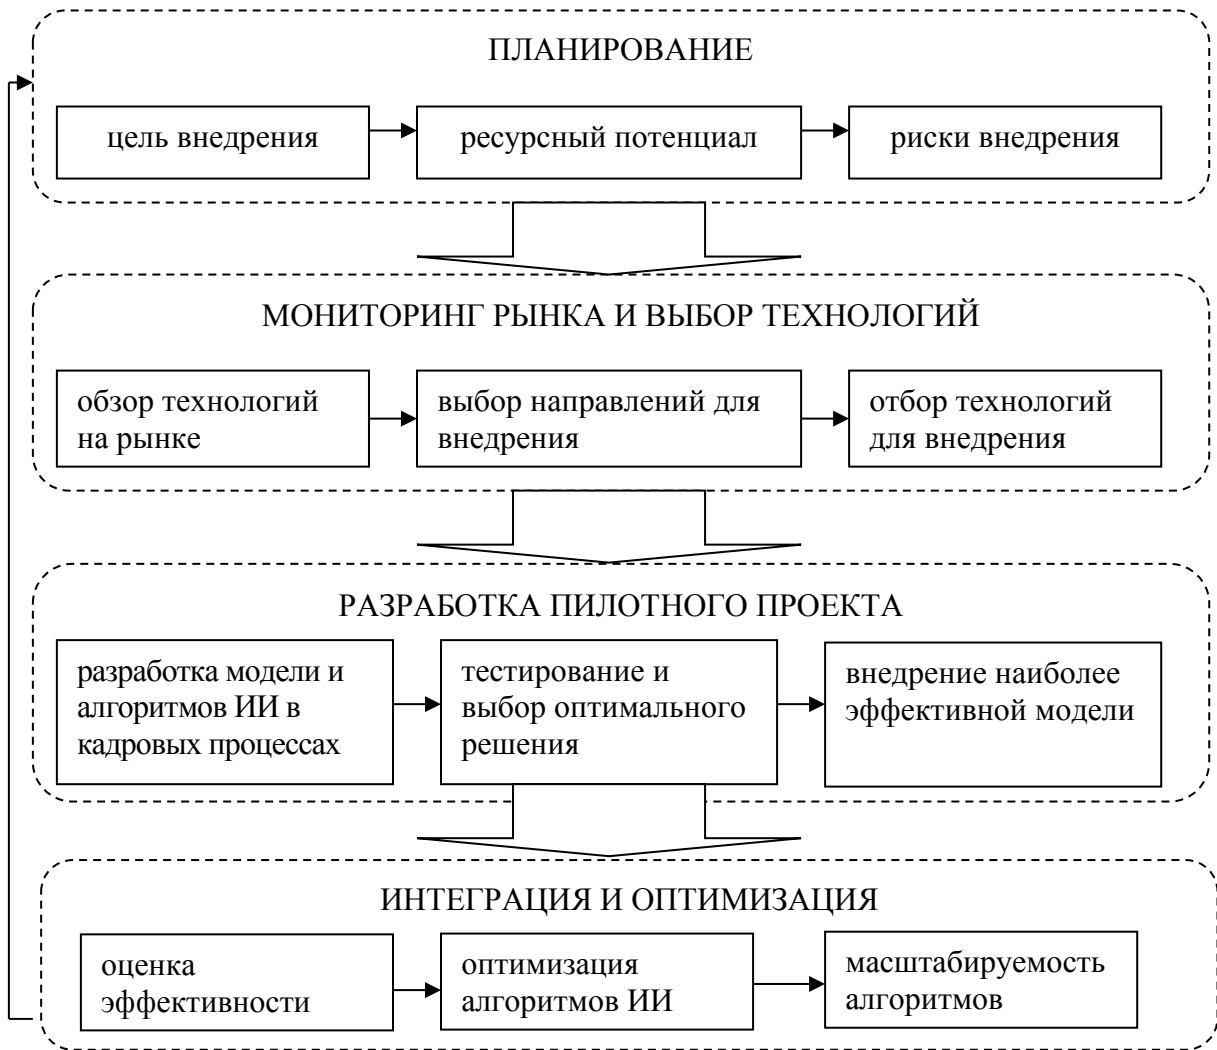 ПЛАНИРОВАНИЕ
цель внедрения
ресурсный потенциал
риски внедрения
МОНИТОРИНГ РЫНКА И ВЫБОР ТЕХНОЛОГИЙ
обзор технологий
на рынке
выбор направлений для
внедрения
отбор технологий
для внедрения
РАЗРАБОТКА ПИЛОТНОГО ПРОЕКТА
разработка модели и
алгоритмов ИИ в
кадровых процессах
тестирование и
выбор оптимального
решения
внедрение наиболее
эффективной модели
ИНТЕГРАЦИЯ И ОПТИМИЗАЦИЯ
оценка
эффективности
оптимизация
алгоритмов ИИ
масштабируемость
алгоритмов